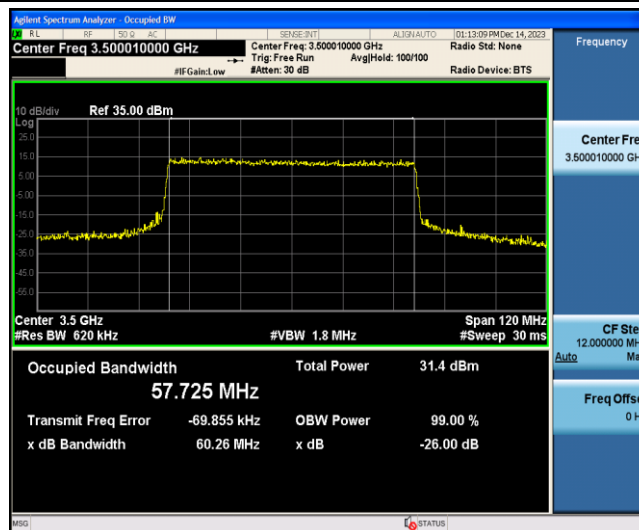 Agilent Spectrum Analyzer - Occupied BW
RL RF 50 Ω AC SENSE:INT ALIGNAUTO 01:13:09 PM Dec 14, 2023
Center Freq 3.500010000 GHz Center Freq: 3.500010000 GHz Radio Std: None
Trig: Free Run Avg|Hold: 100/100
#IFGain:Low #Atten: 30 dB Radio Device: BTS
Frequency
10 dB/div Ref 35.00 dBm
Log
25.0
15.0
5.00
-5.00
-15.0
-25.0
-35.0
-45.0
-55.0
Center Fre
3.500010000 GH
Center 3.5 GHz Span 120 MHz
#Res BW 620 kHz #VBW 1.8 MHz #Sweep 30 ms
CF Ste
12.000000 MH
Auto Ma
Occupied Bandwidth Total Power 31.4 dBm
57.725 MHz
Transmit Freq Error -69.855 kHz OBW Power 99.00 %
x dB Bandwidth 60.26 MHz x dB -26.00 dB
Freq Offse
0 H
MSG STATUS